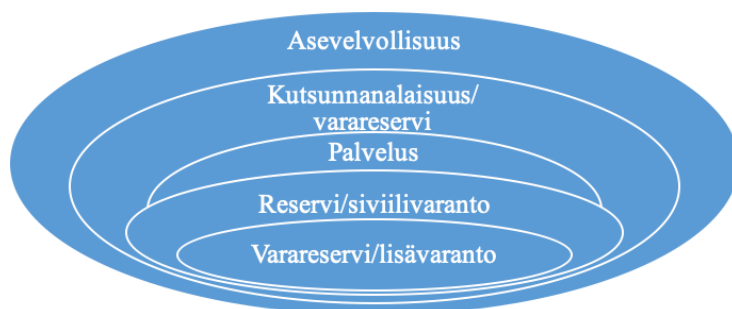 Asevelvollisuus
Kutsunnanalaisuus/
varareservi
Palvelus
Reservi/siviilivaranto
Varareservi/lisävaranto